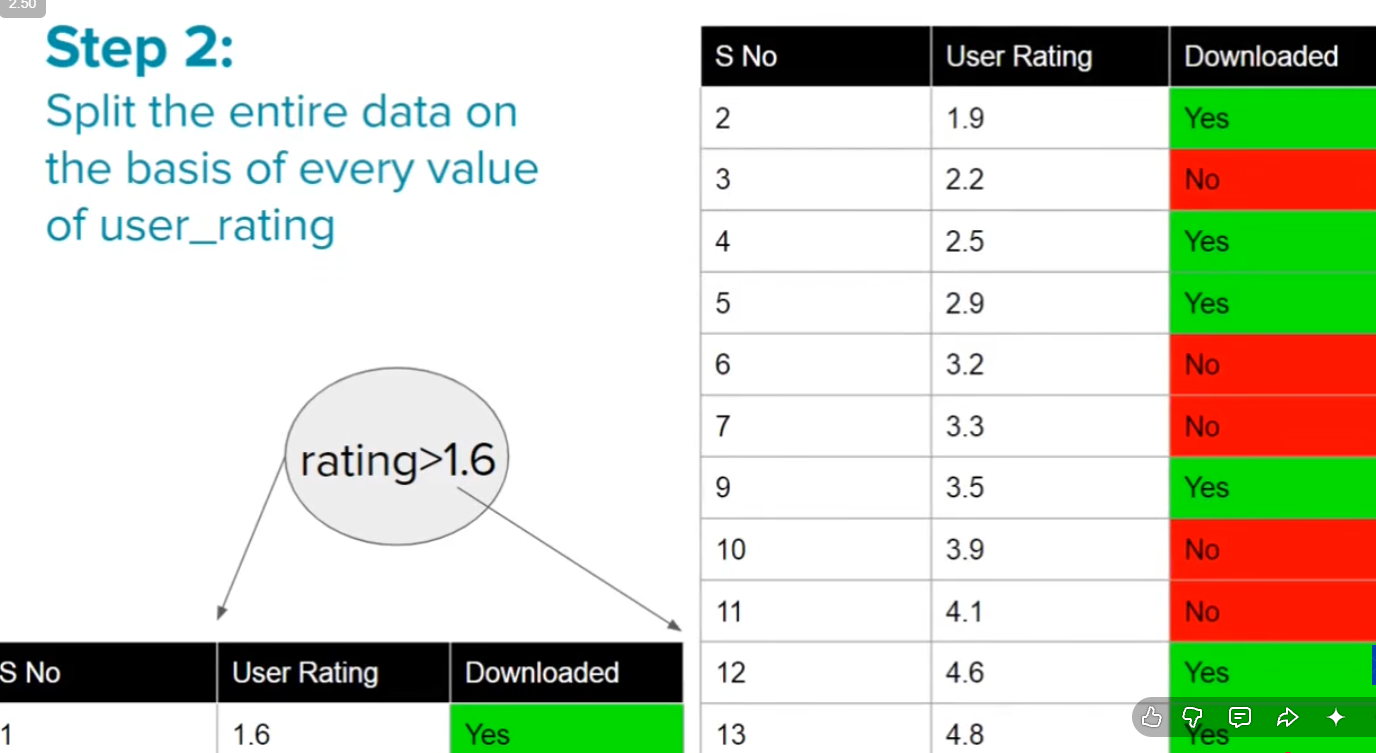 2.50
Step 2:
Split the entire data on
the basis of every value
of user_rating
rating>1.6
S No User Rating Downloaded
1 1.6 Yes
S No User Rating Downloaded
2 1.9 Yes
3 2.2 No
4 2.5 Yes
5 2.9 Yes
6 3.2 No
7 3.3 No
9 3.5 Yes
10 3.9 No
11 4.1 No
12 4.6 Yes
13 4.8 Yes